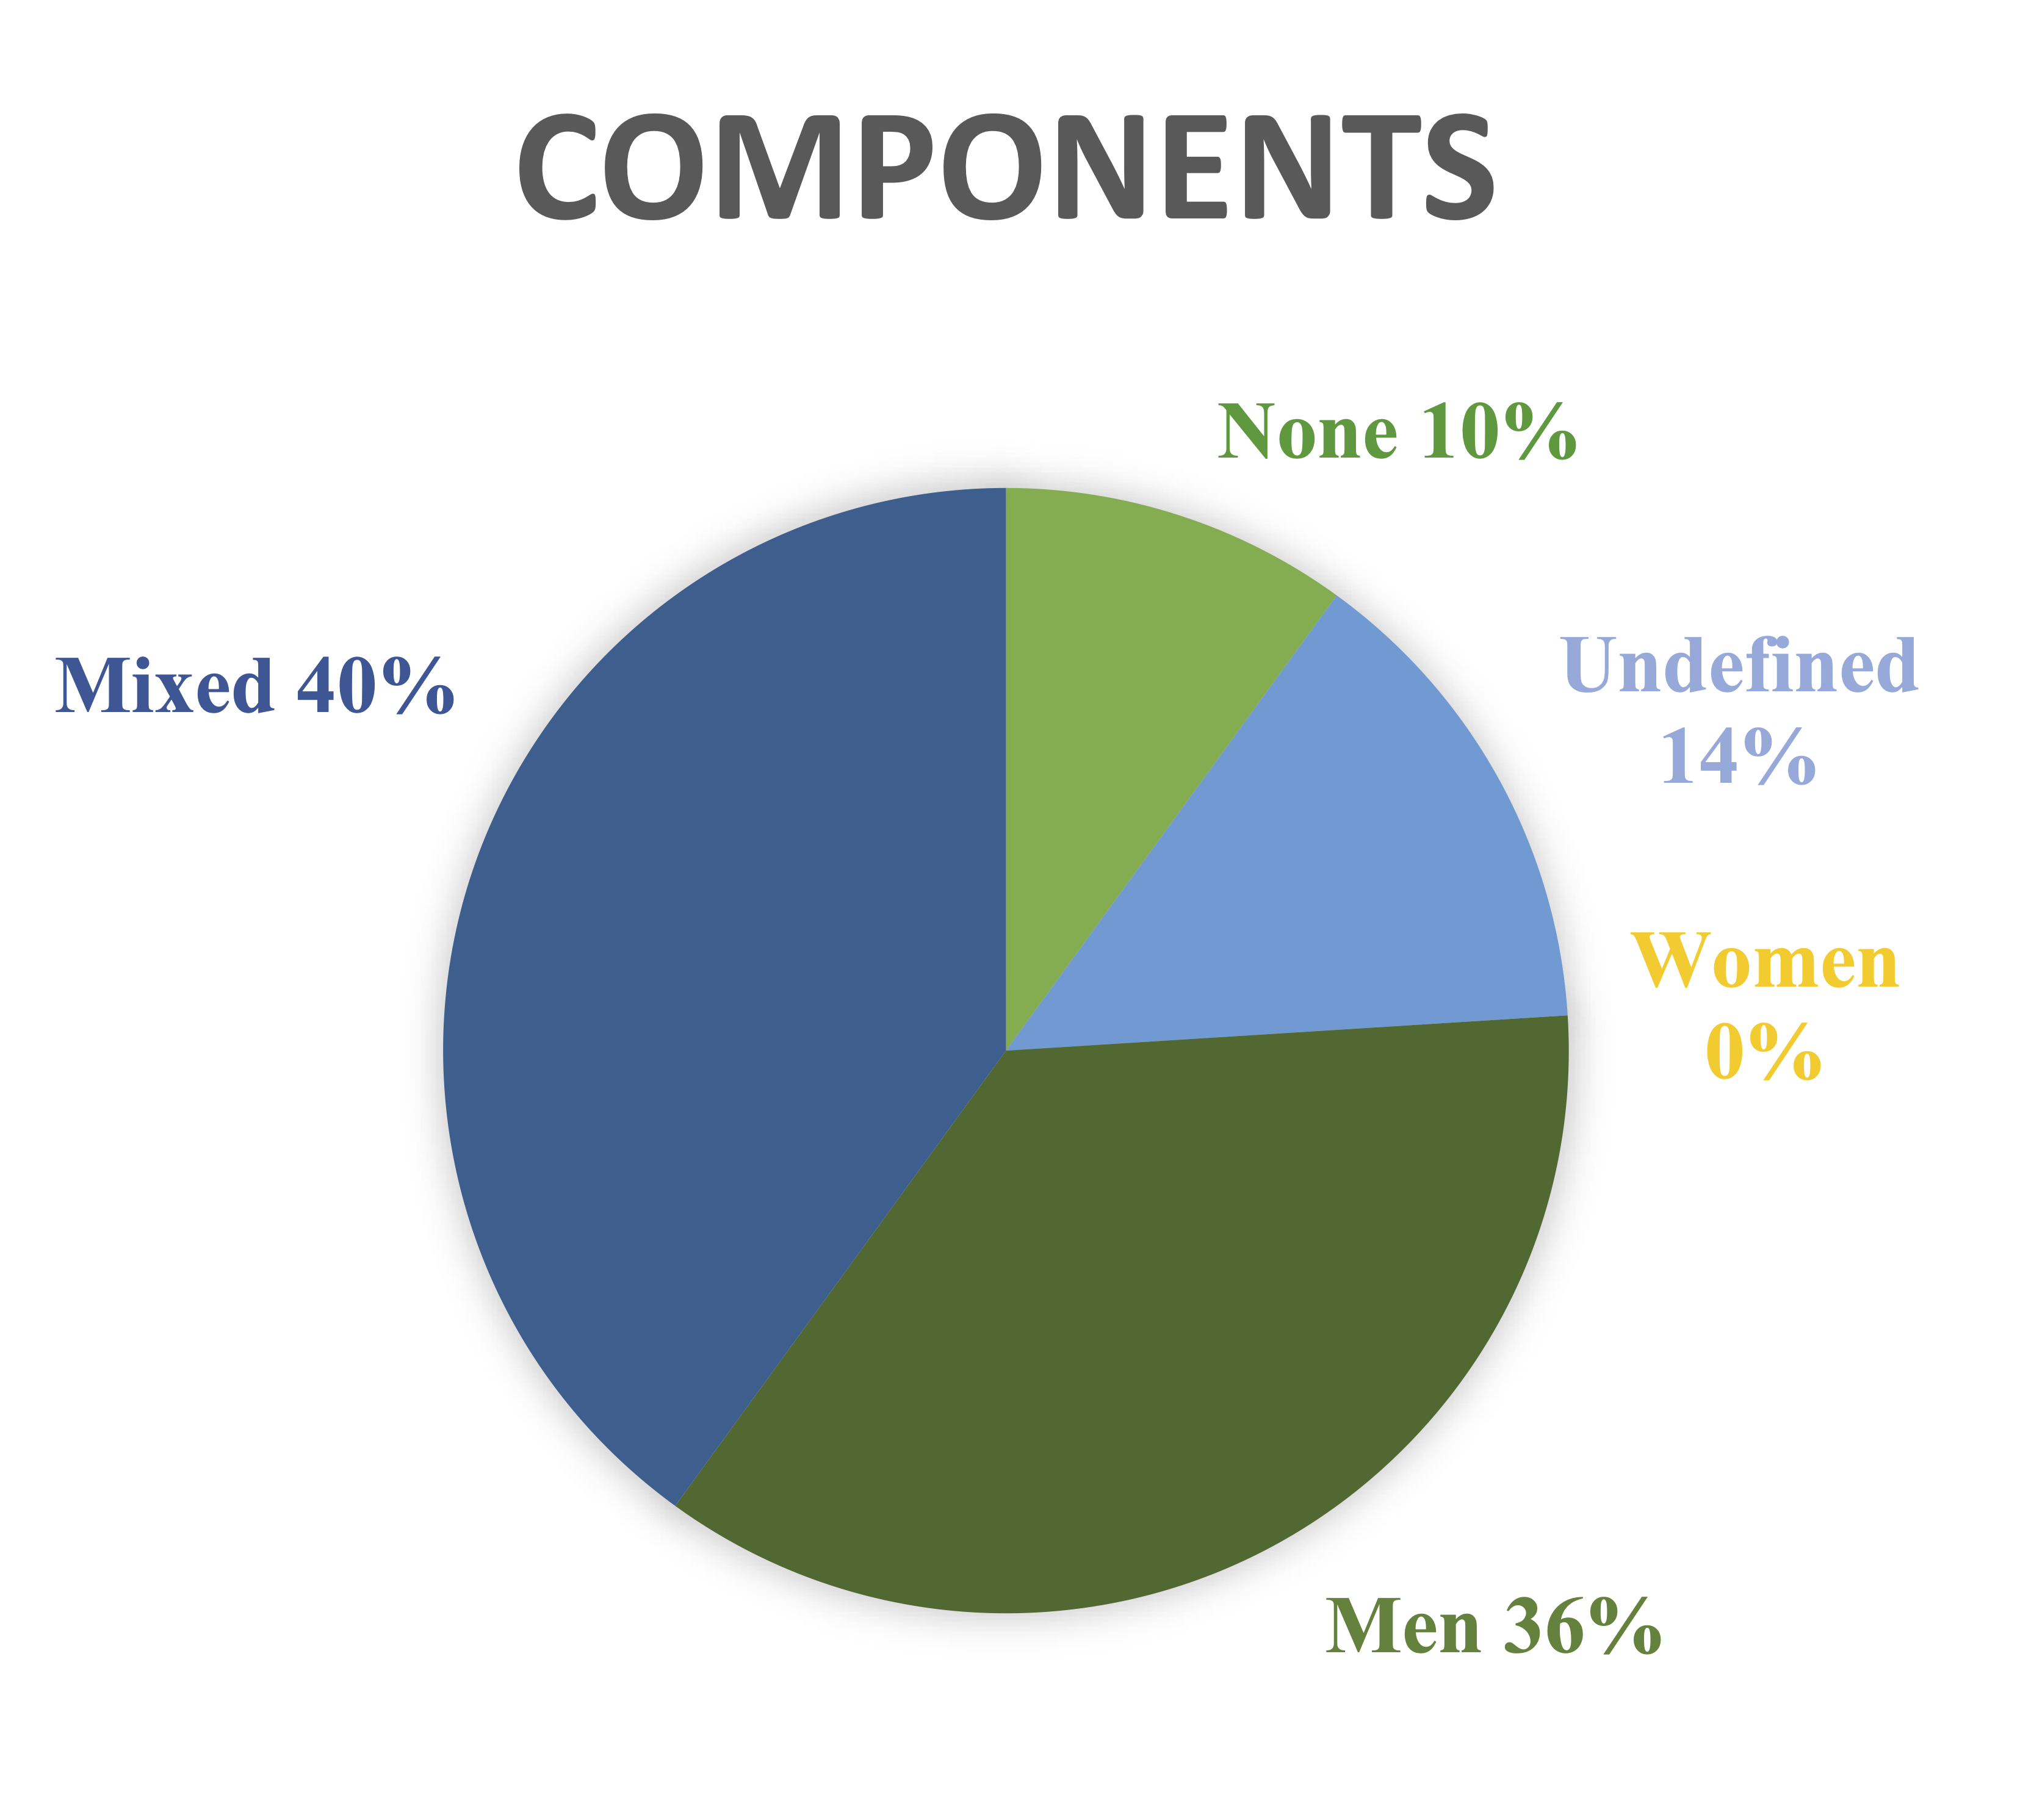 COMPONENTS
None 10%
Undefined
14%
Mixed 40%
Women
0%
Men 36%